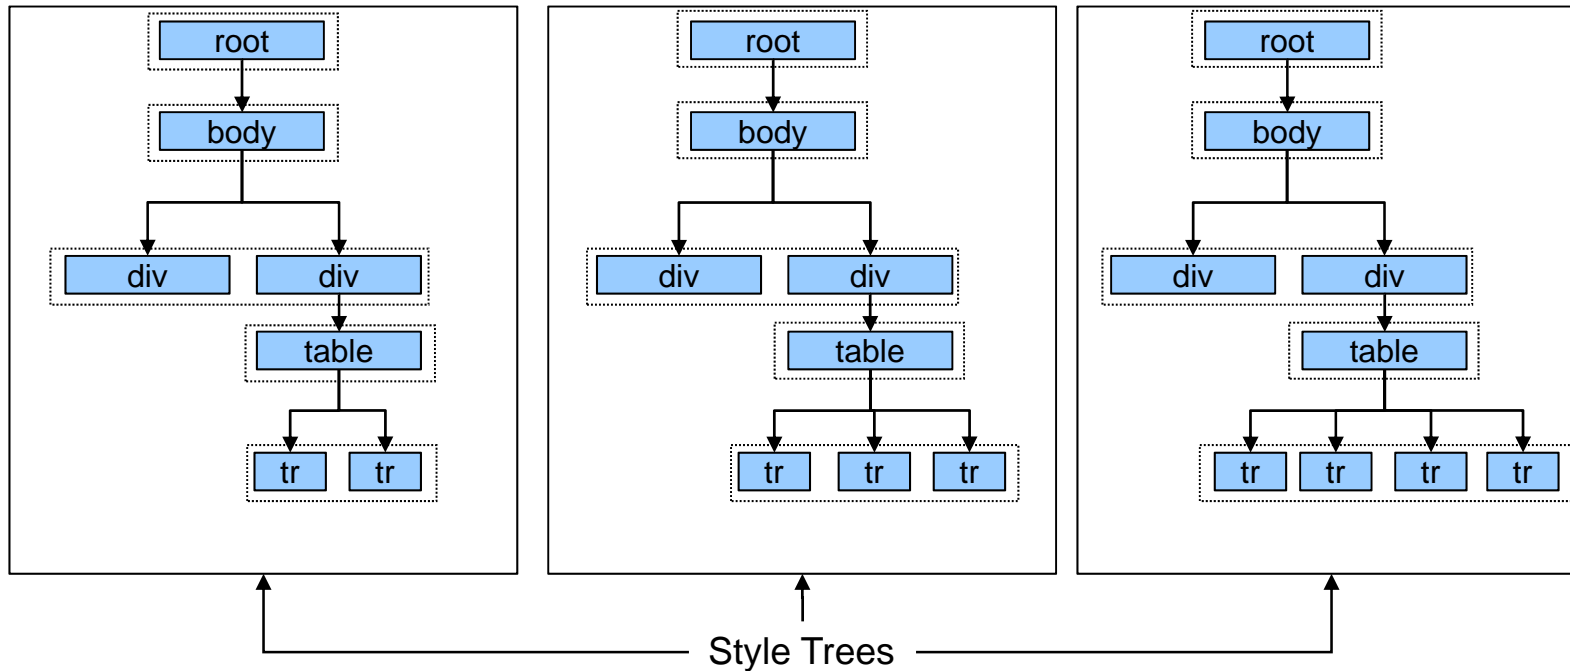 root
body
div div
table
tr tr
root
body
div div
table
tr tr tr
root
body
div div
table
tr tr tr tr
Style Trees